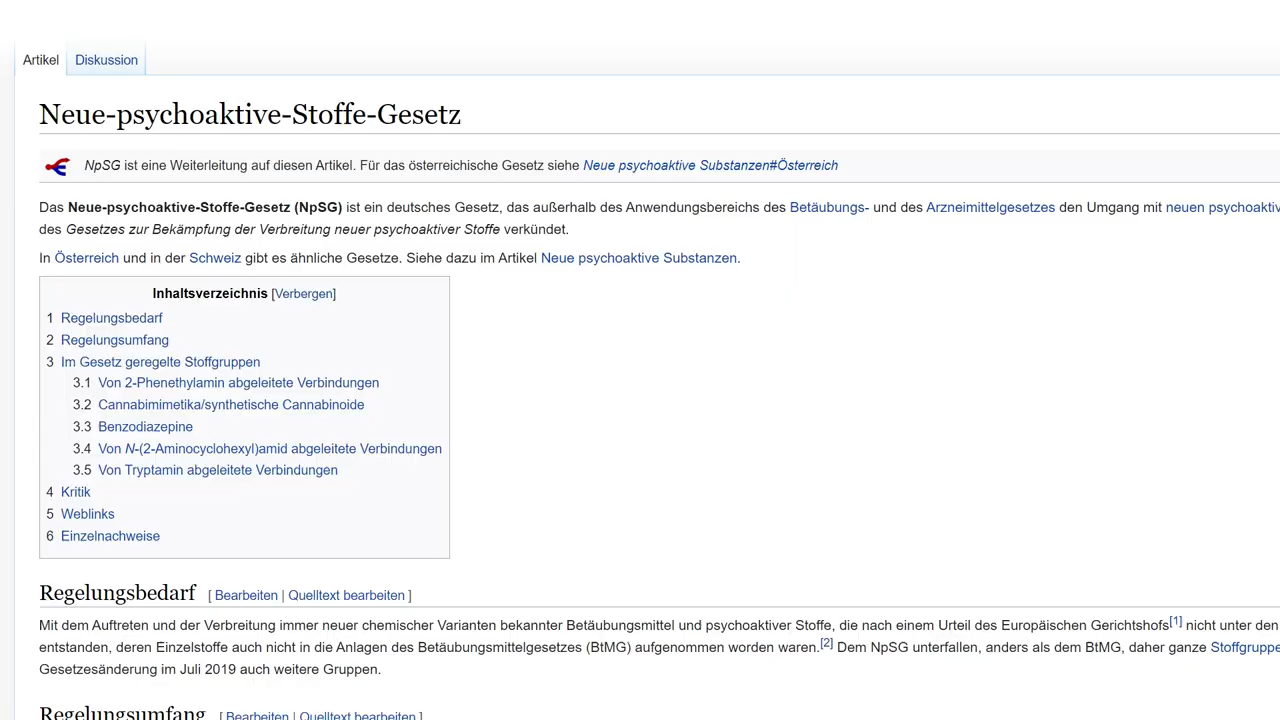 Artikel Diskussion
Neue-psychoaktive-Stoffe-Gesetz
NpSG ist eine Weiterleitung auf diesen Artikel. Für das österreichische Gesetz siehe Neue psychoaktive Substanzen#Österreich
Das Neue-psychoaktive-Stoffe-Gesetz (NpSG) ist ein deutsches Gesetz, das außerhalb des Anwendungsbereichs des Betäubungs- und des Arzneimittelgesetzes den Umgang mit neuen
des Gesetzes zur Bekämpfung der Verbreitung neuer psychoaktiver Stoffe verkündet.
In Österreich und in der Schweiz gibt es ähnliche Gesetze. Siehe dazu im Artikel Neue psychoaktive Substanzen.
Inhaltsverzeichnis [Verbergen]
1 Regelungsbedarf
2 Regelungsumfang
3 Im Gesetz geregelte Stoffgruppen
3.1 Von 2-Phenethylamin abgeleitete Verbindungen
3.2 Cannabimimetika/synthetische Cannabinoide
3.3 Benzodiazepine
3.4 Von N-(2-Aminocyclohexyl)amid abgeleitete Verbindungen
3.5 Von Tryptamin abgeleitete Verbindungen
4 Kritik
5 Weblinks
6 Einzelnachweise
Regelungsbedarf [ Bearbeiten | Quelltext bearbeiten ]
Mit dem Auftreten und der Verbreitung immer neuer chemischer Varianten bekannter Betäubungsmittel und psychoaktiver Stoffe, die nach einem Urteil des Europäischen Gerichtshofs[1] nicht unter den
entstanden, deren Einzelstoffe auch nicht in die Anlagen des Betäubungsmittelgesetzes (BtMG) aufgenommen worden waren.[2] Dem NpSG unterfallen, anders als dem BtMG, daher ganze Stoffgruppe
Gesetzesänderung im Juli 2019 auch weitere Gruppen.
Regelungsumfang [ Bearbeiten | Quelltext bearbeiten ]